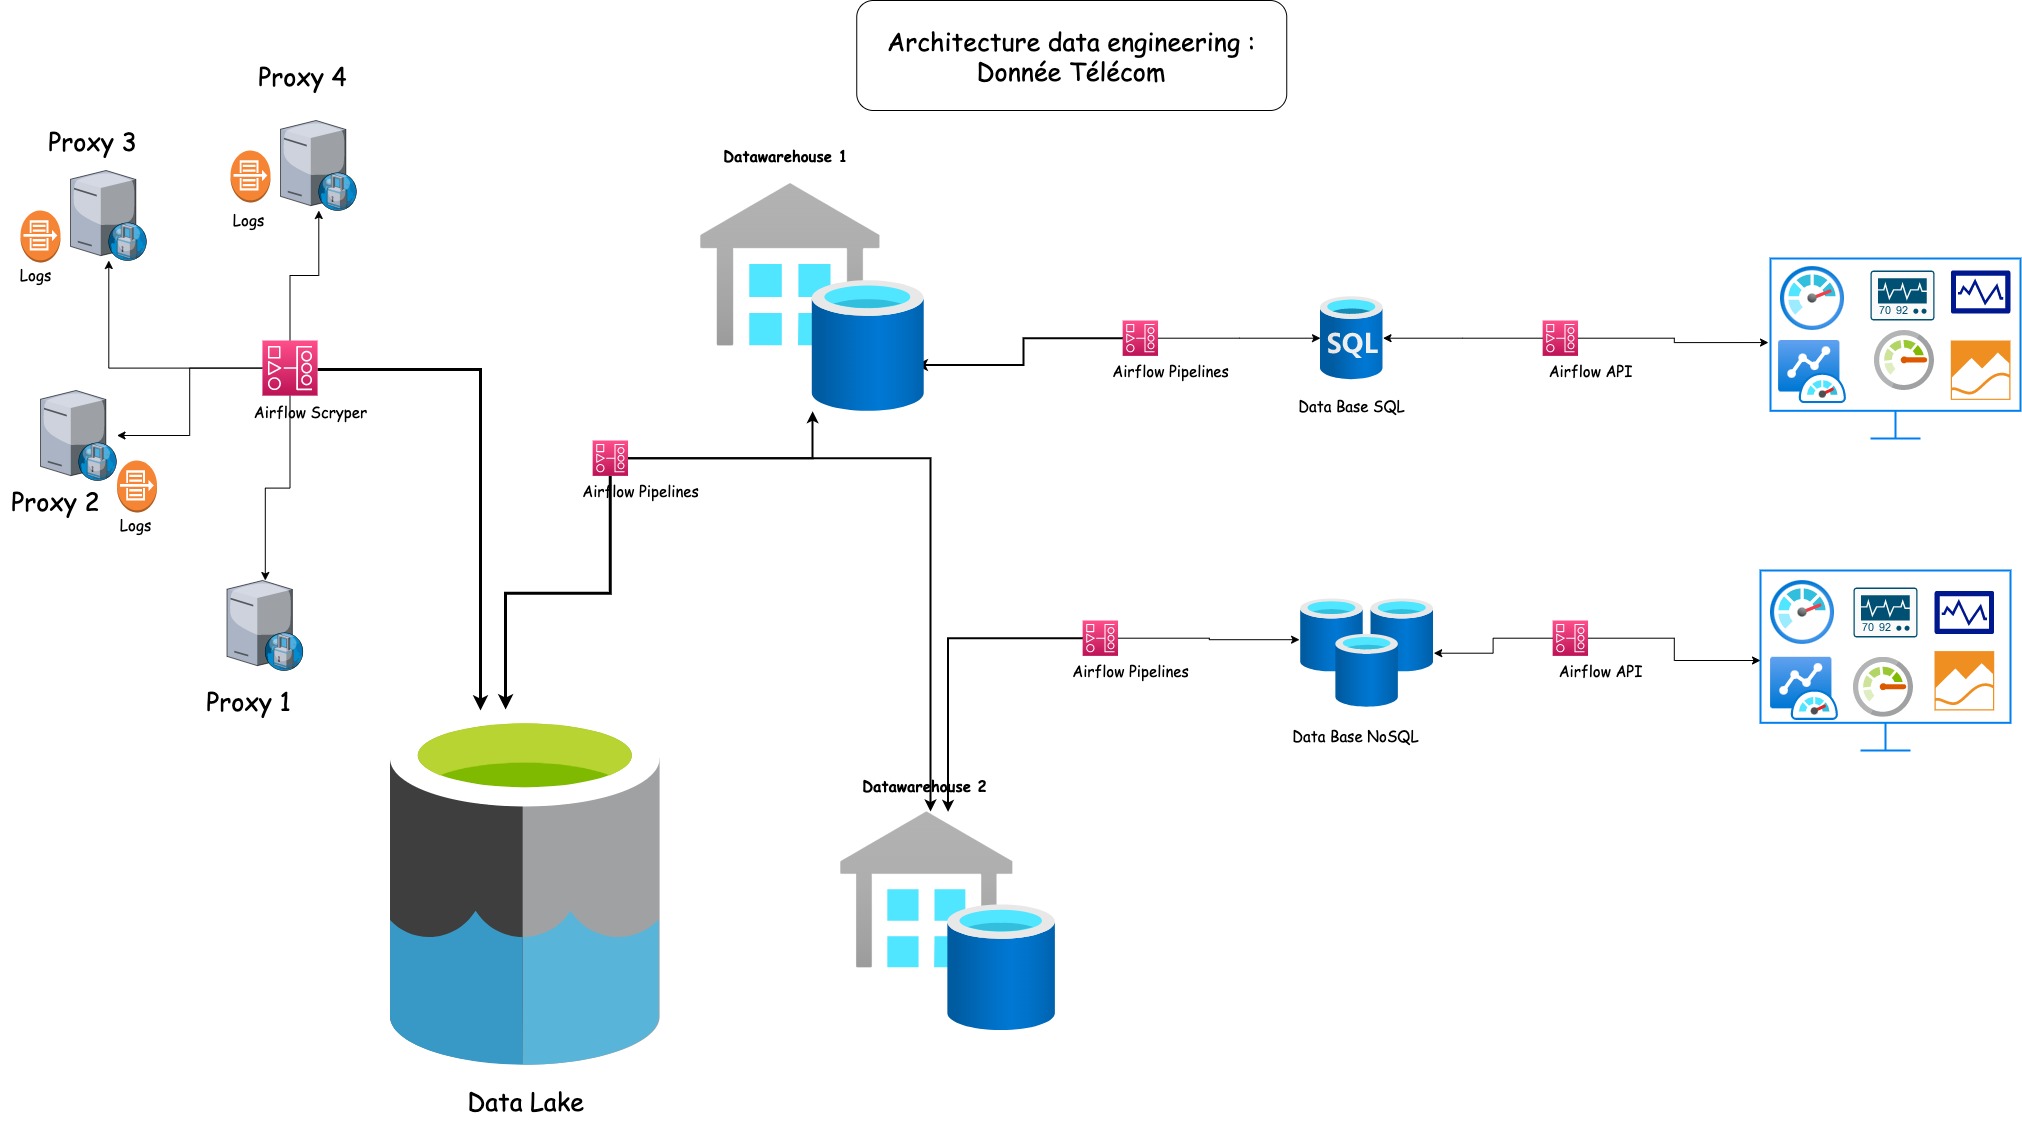 Architecture data engineering :
Donnée Télécom
Proxy 4
Proxy 3
Logs
Logs
Datawarehouse 1
Airflow Scryper
Proxy 2
Logs
Proxy 1
Airflow Pipelines
Airflow Pipelines
SQL
Data Base SQL
Airflow API
70 92
Airflow Pipelines
Data Base NoSQL
Airflow API
70 92
Datawarehouse 2
Data Lake